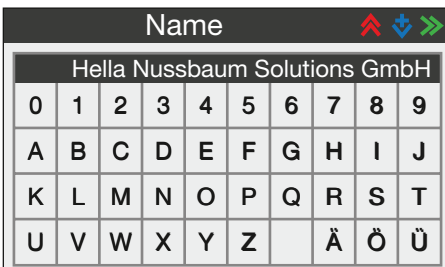 Name
Hella Nussbaum Solutions GmbH
0 1 2 3 4 5 6 7 8 9
A B C D E F G H I J
K L M N O P Q R S T
U V W X Y Z Ä Ö Ü